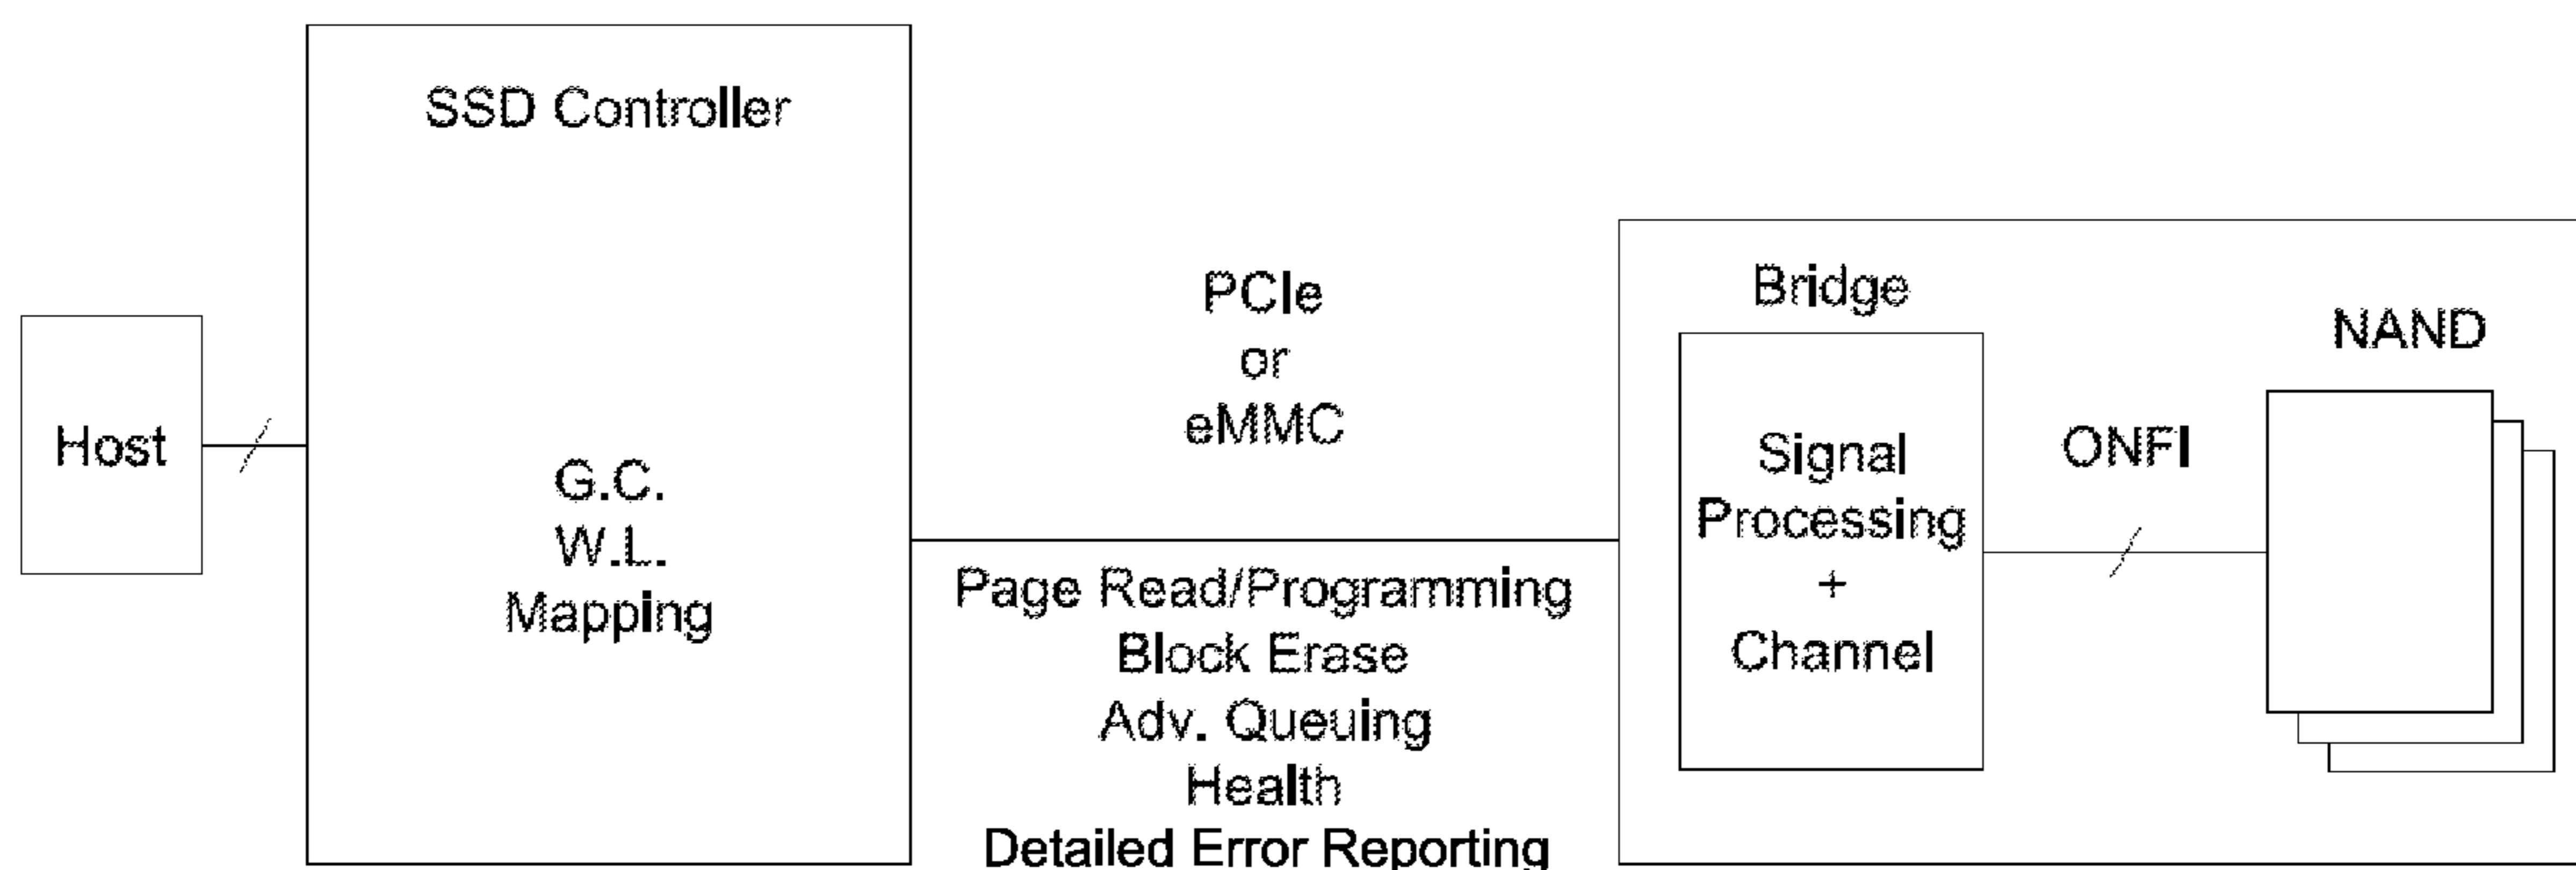 SSD Controller
Host
G.C.
W.L.
Mapping
PCIe
or
eMMC
Page Read/Programming
Block Erase
Adv. Queuing
Health
Detailed Error Reporting
Bridge
Signal
Processing
+
Channel
ONFI
NAND